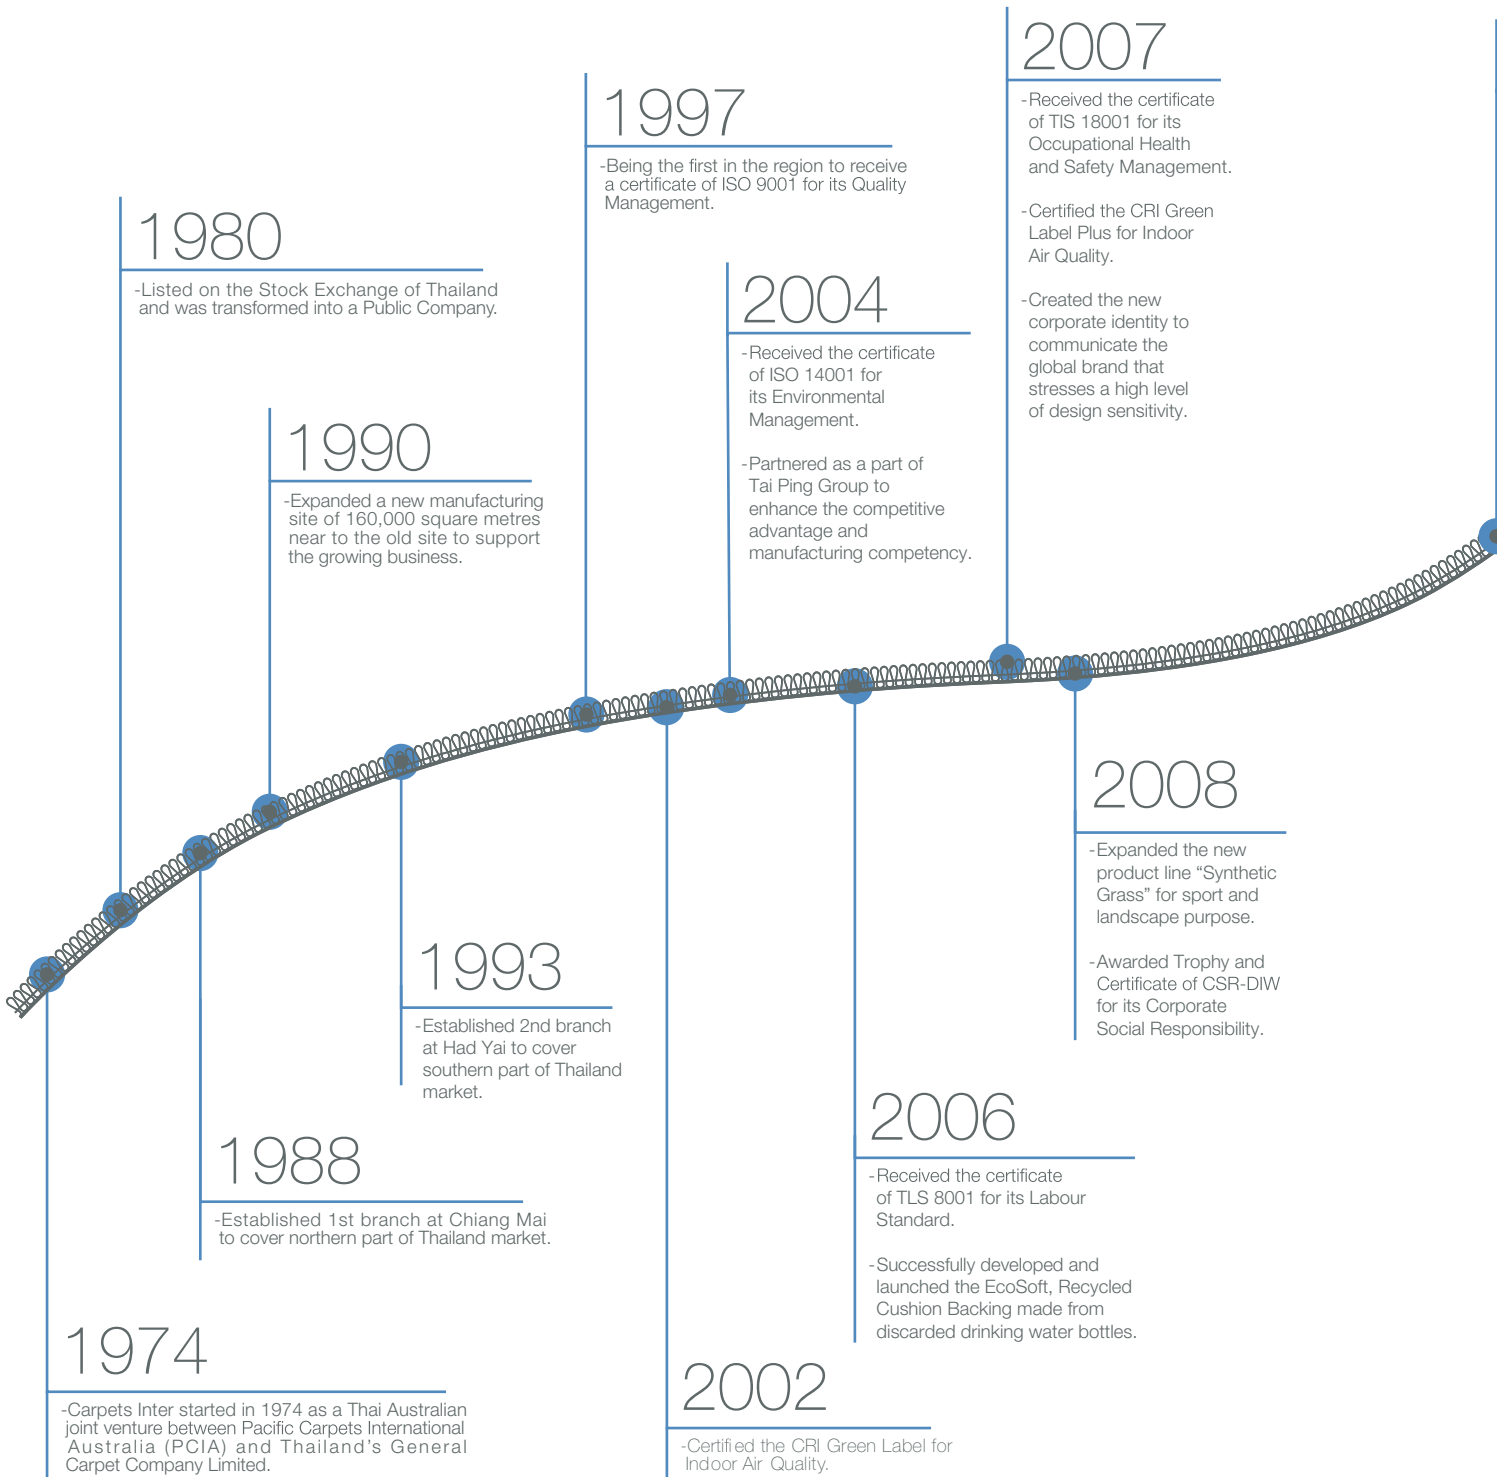 2007
-Received the certificate
of TIS 18001 for its
Occupational Health
and Safety Management.
-Certified the CRI Green
Label Plus for Indoor
Air Quality.
-Created the new
corporate identity to
communicate the
global brand that
stresses a high level
of design sensitivity.
1997
-Being the first in the region to receive
a certificate of ISO 9001 for its Quality
Management.
1980
-Listed on the Stock Exchange of Thailand
and was transformed into a Public Company.
2004
-Received the certificate
of ISO 14001 for
its Environmental
Management.
-Partnered as a part of
Tai Ping Group to
enhance the competitive
advantage and
manufacturing competency.
1990
-Expanded a new manufacturing
site of 160,000 square metres
near to the old site to support
the growing business.
2008
-Expanded the new
product line “Synthetic
Grass” for sport and
landscape purpose.
-Awarded Trophy and
Certificate of CSR-DIW
for its Corporate
Social Responsibility.
1993
-Established 2nd branch
at Had Yai to cover
southern part of Thailand
market.
2006
-Received the certificate
of TLS 8001 for its Labour
Standard.
-Successfully developed and
launched the EcoSoft, Recycled
Cushion Backing made from
discarded drinking water bottles.
1988
-Established 1st branch at Chiang Mai
to cover northern part of Thailand market.
1974
-Carpets Inter started in 1974 as a Thai Australian
joint venture between Pacific Carpets International
Australia (PCIA) and Thailand’s General
Carpet Company Limited.
2002
-Certified the CRI Green Label for
Indoor Air Quality.